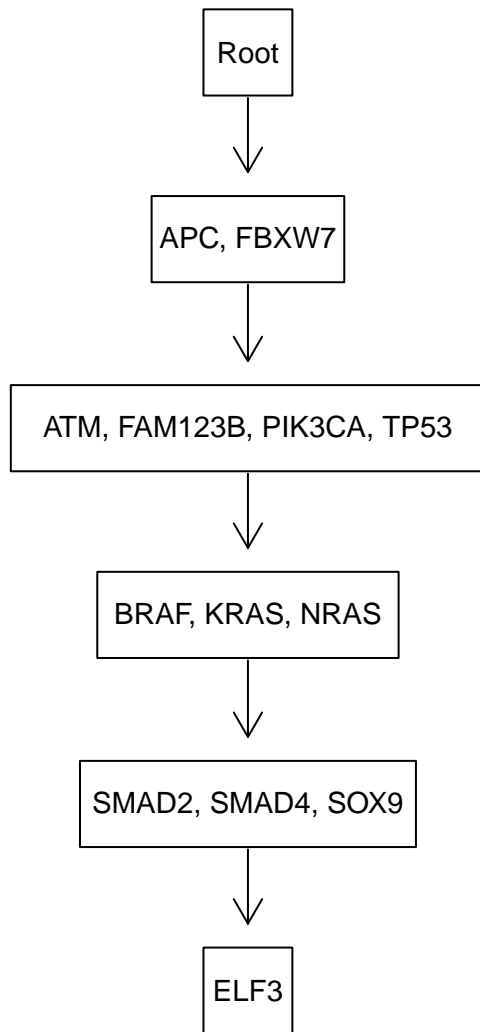 Root
APC, FBXW7
ATM, FAM123B, PIK3CA, TP53
BRAF, KRAS, NRAS
SMAD2, SMAD4, SOX9
ELF3